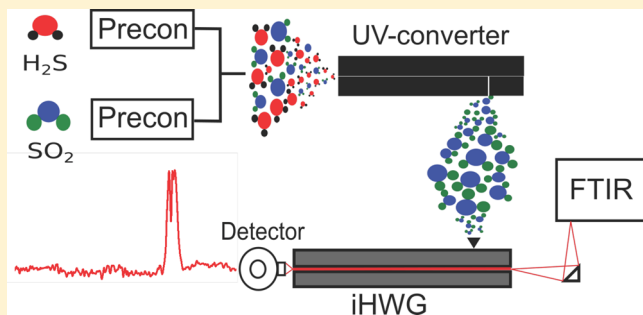 Precon
UV-converter
H₂S
Precon
SO₂
FTIR
Detector
iHWG